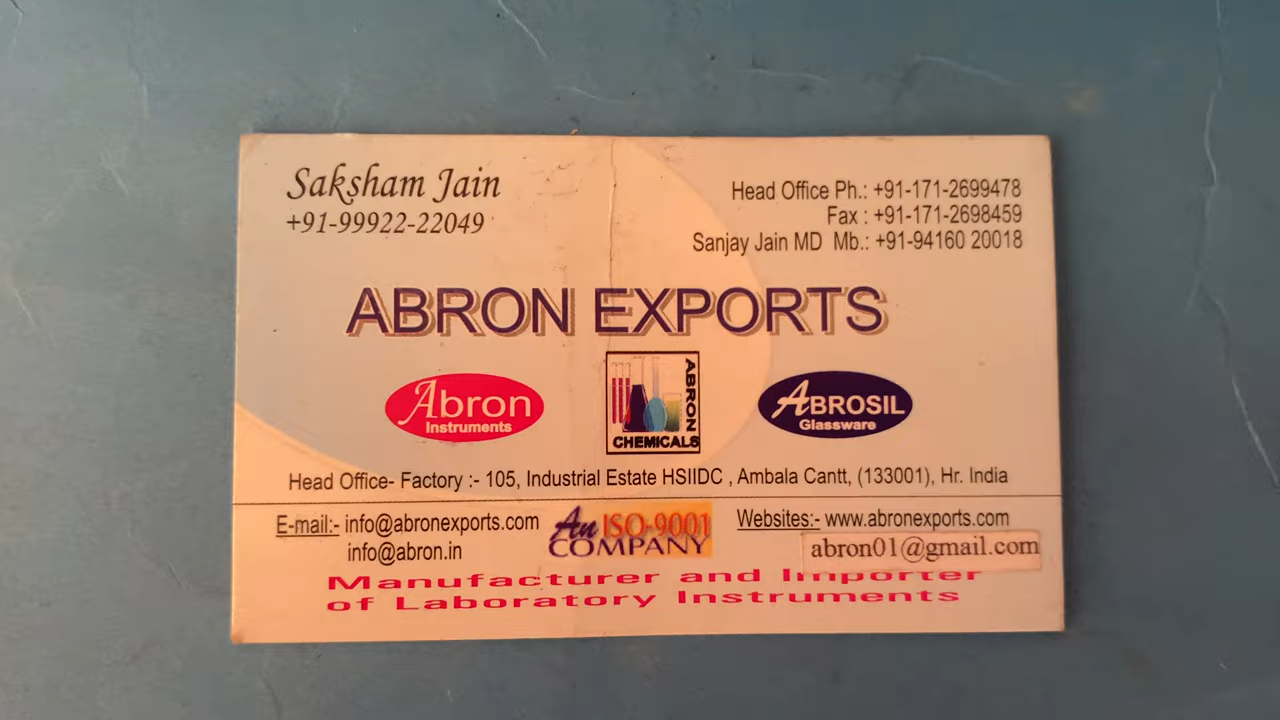 Saksham Jain
+91-99922-22049
Head Office Ph.: +91-171-2699478
Fax : +91-171-2698459
Sanjay Jain MD Mb.: +91-94160 20018
ABRON EXPORTS
Abron
Instruments
ABRON
CHEMICALS
ABROSIL
Glassware
Head Office- Factory :- 105, Industrial Estate HSIIDC , Ambala Cantt, (133001), Hr. India
E-mail:- info@abronexports.com
info@abron.in
An ISO-9001
COMPANY
Websites:- www.abronexports.com
abron01@gmail.com
Manufacturer and Importer
of Laboratory Instruments